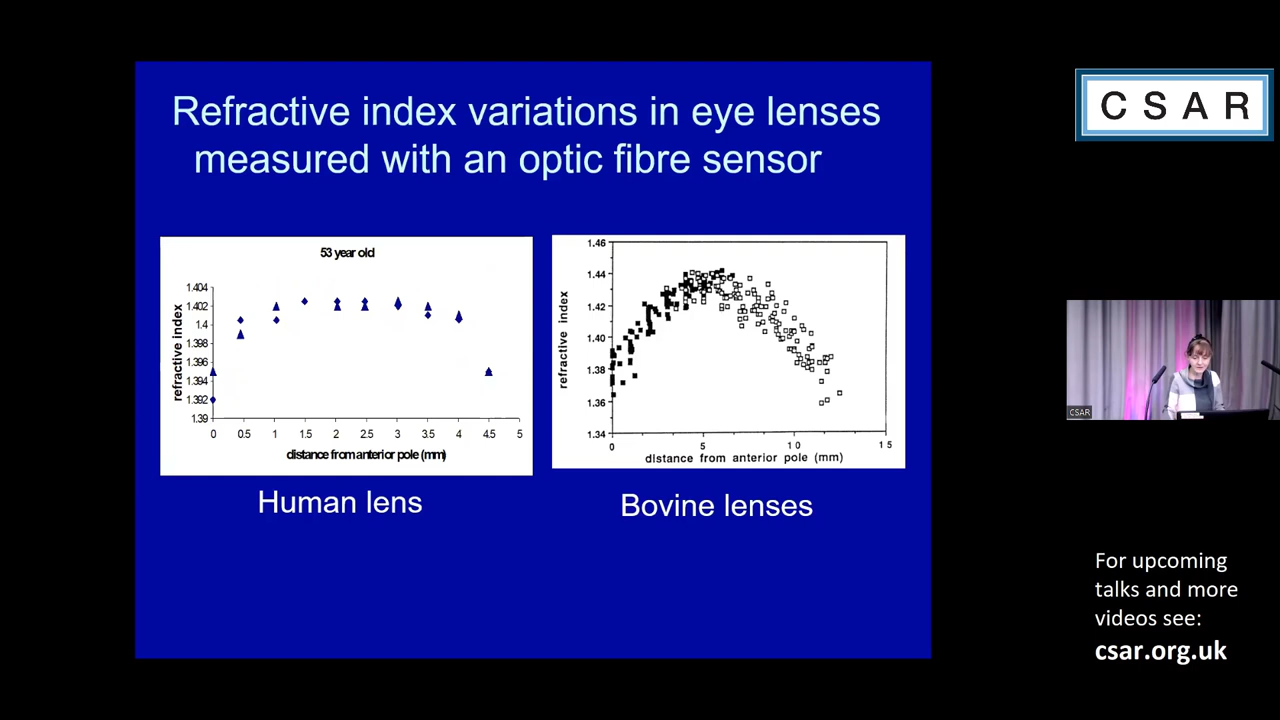 Refractive index variations in eye lenses
measured with an optic fibre sensor
53 year old
refractive index
1.404
1.402
1.4
1.398
1.396
1.394
1.392
1.39
0 0.5 1 1.5 2 2.5 3 3.5 4 4.5 5
distance from anterior pole (mm)
Human lens
refractive index
1.46
1.44
1.42
1.40
1.38
1.36
1.34
0 5 10 15
distance from anterior pole (mm)
Bovine lenses
CSAR
CSAR
For upcoming
talks and more
videos see:
csar.org.uk